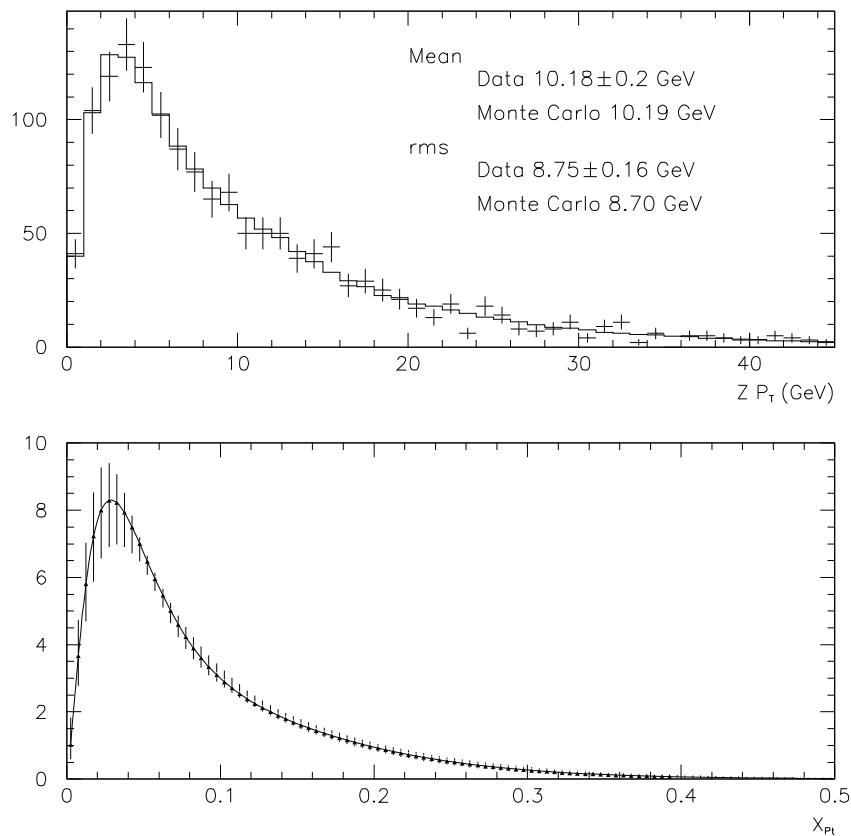 Mean
Data 10.18±0.2 GeV
Monte Carlo 10.19 GeV
rms
Data 8.75±0.16 GeV
Monte Carlo 8.70 GeV
100
50
0
0 10 20 30 40
Z P_T (GeV)
10
8
6
4
2
0
0 0.1 0.2 0.3 0.4 0.5
X_Pt